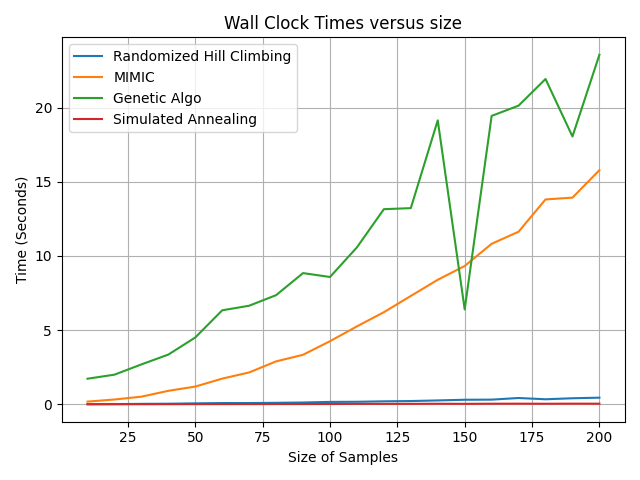 Wall Clock Times versus size
Randomized Hill Climbing
MIMIC
Genetic Algo
Simulated Annealing
Time (Seconds)
20
15
10
5
0
25 50 75 100 125 150 175 200
Size of Samples